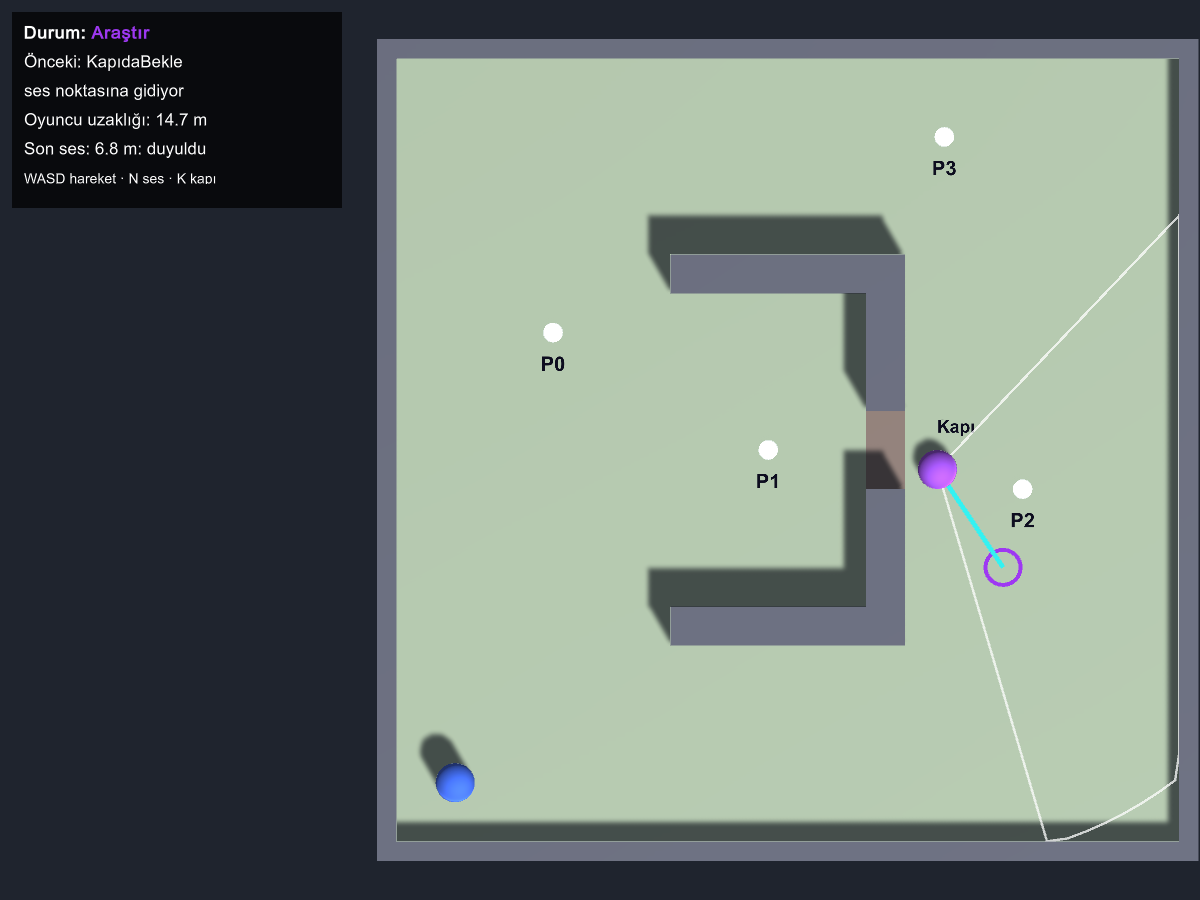 Durum: Araştır
Önceki: KapıdaBekle
ses noktasına gidiyor
Oyuncu uzaklığı: 14.7 m
Son ses: 6.8 m: duyuldu
WASD hareket · N ses · K kapı
P3
P0
Kapı
P1
P2